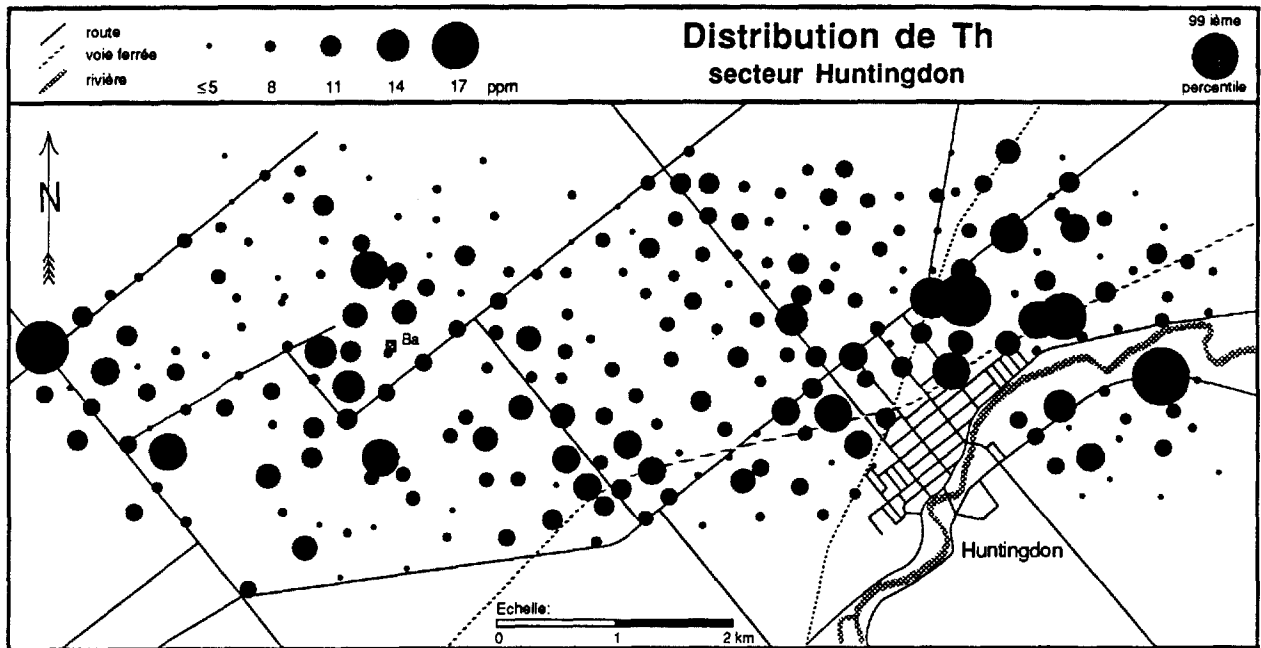 route
voie ferrée
rivière
≤5 8 11 14 17 ppm
Distribution de Th
secteur Huntingdon
99 ième
percentile
N
Ba
Huntingdon
Echelle:
0 1 2 km